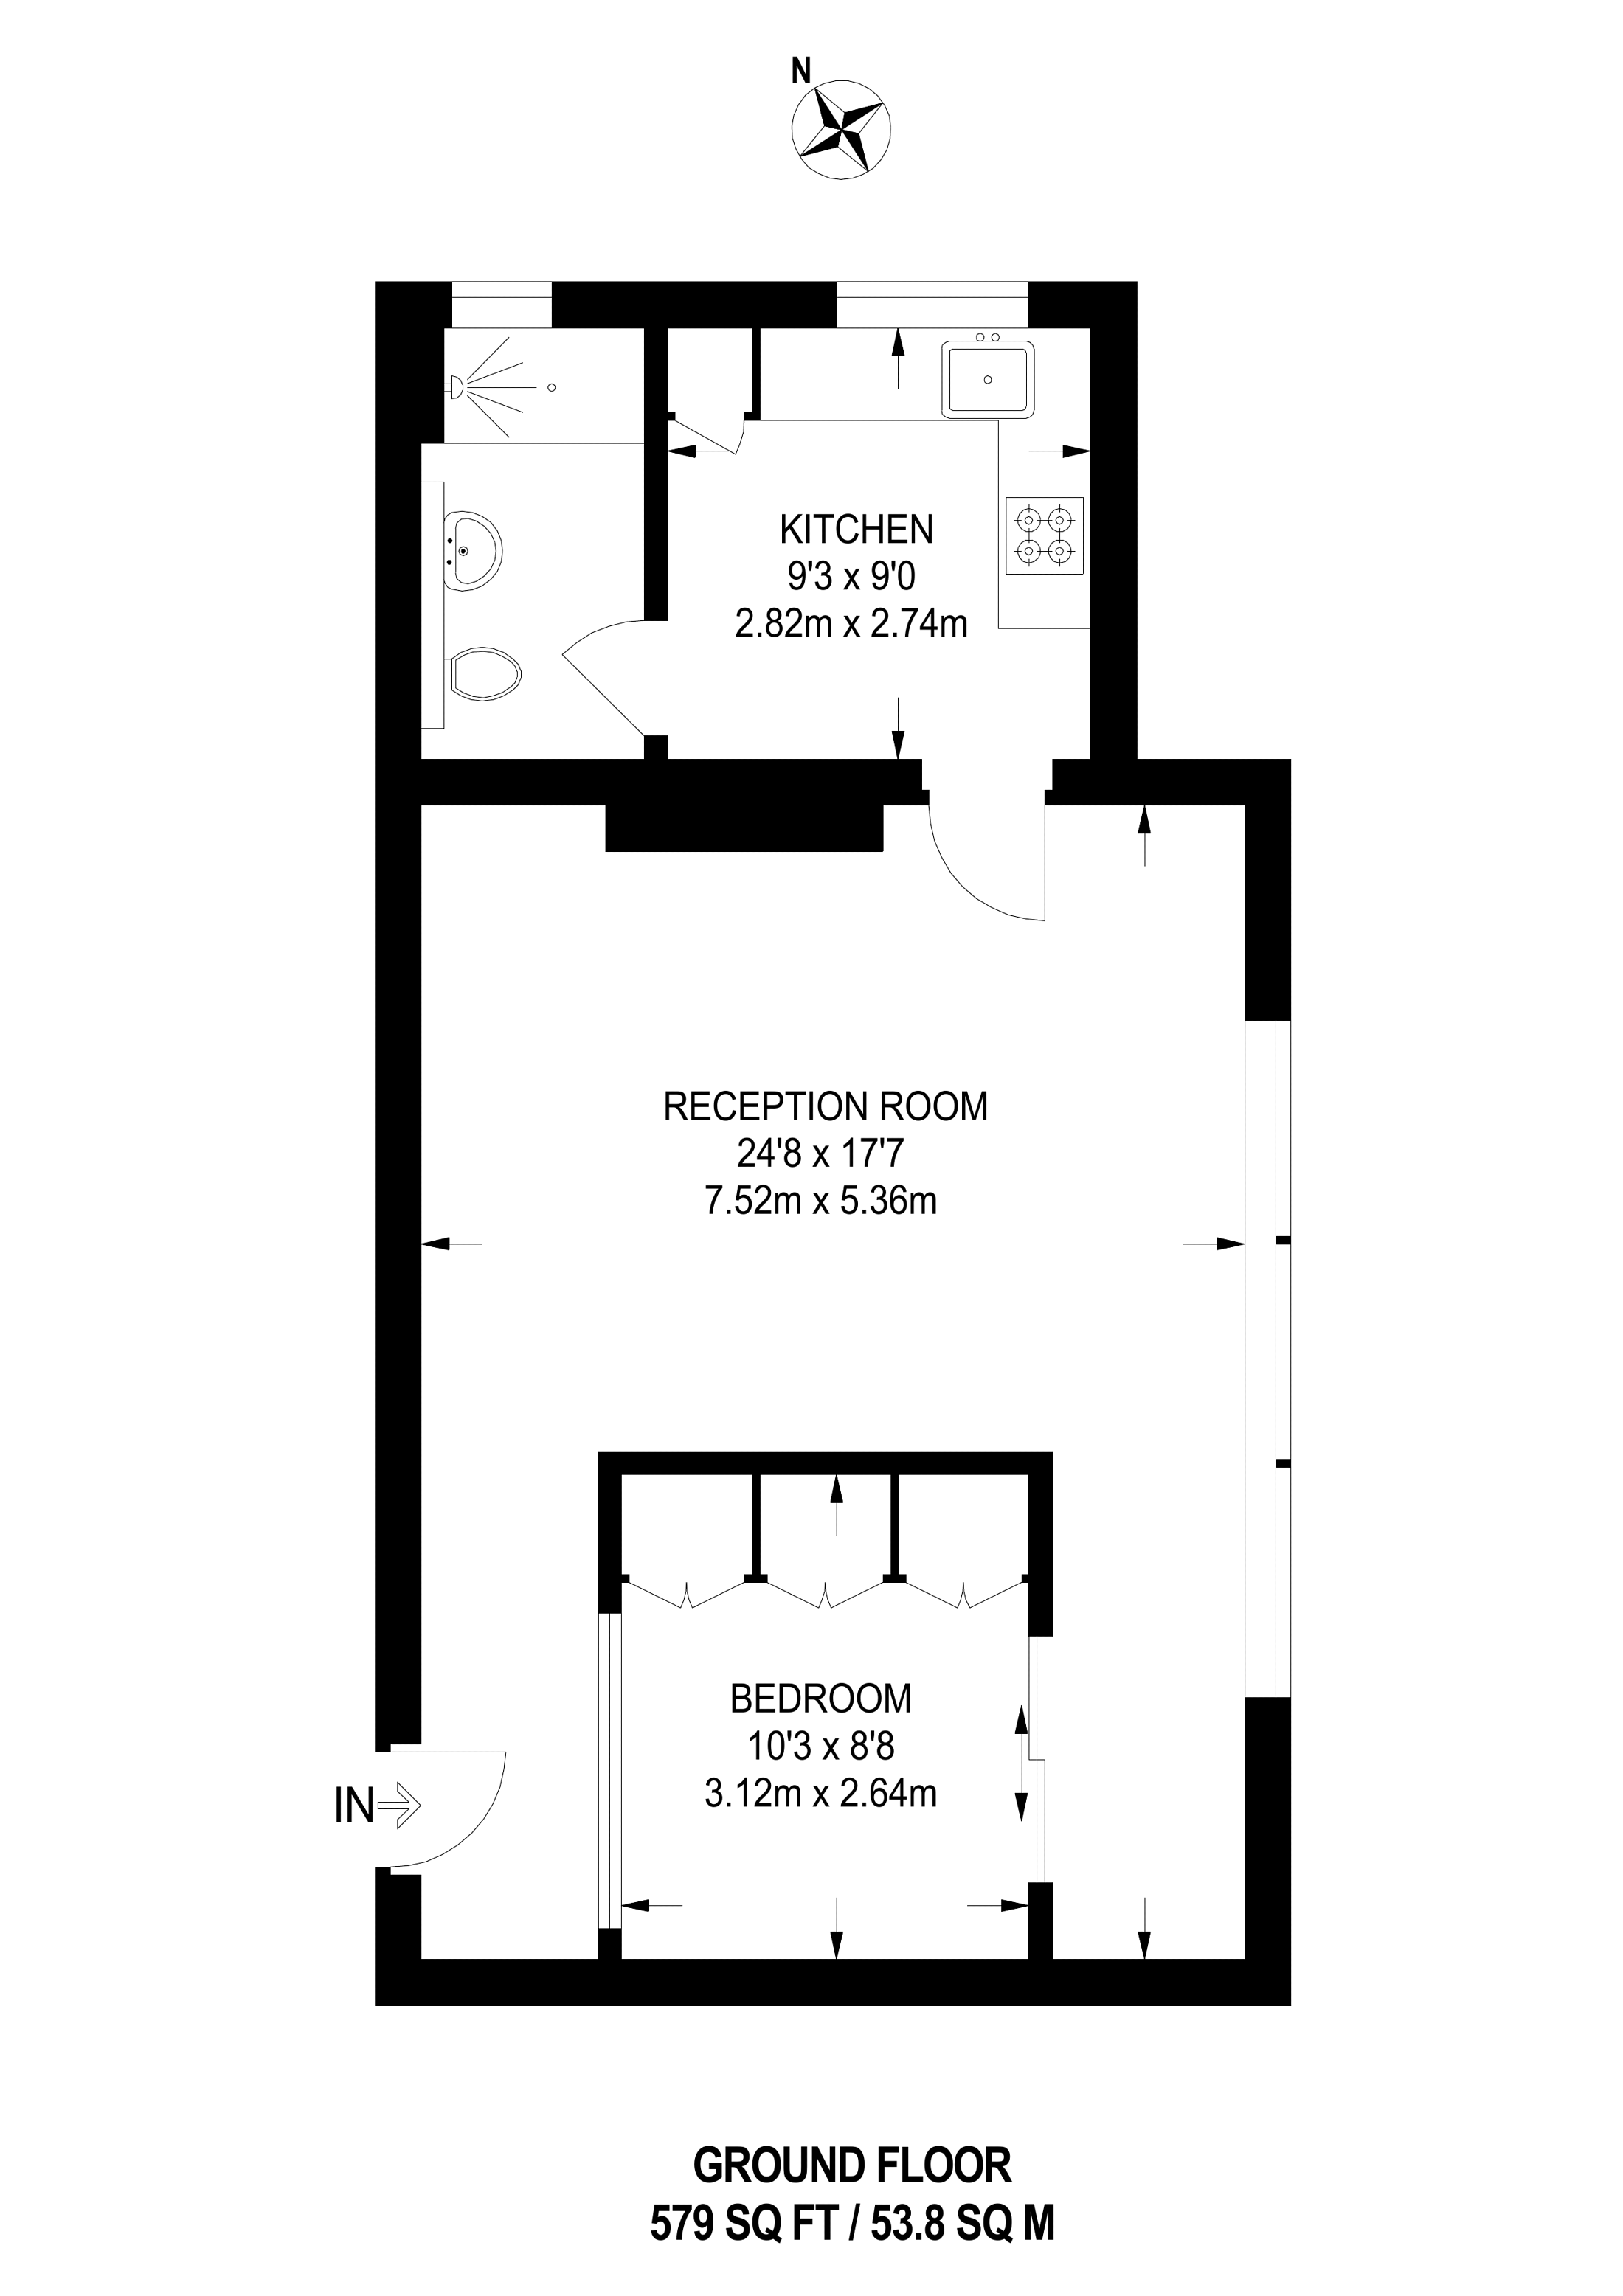 N
KITCHEN
9'3 x 9'0
2.82m x 2.74m
RECEPTION ROOM
24'8 x 17'7
7.52m x 5.36m
BEDROOM
10'3 x 8'8
3.12m x 2.64m
IN
GROUND FLOOR
579 SQ FT / 53.8 SQ M